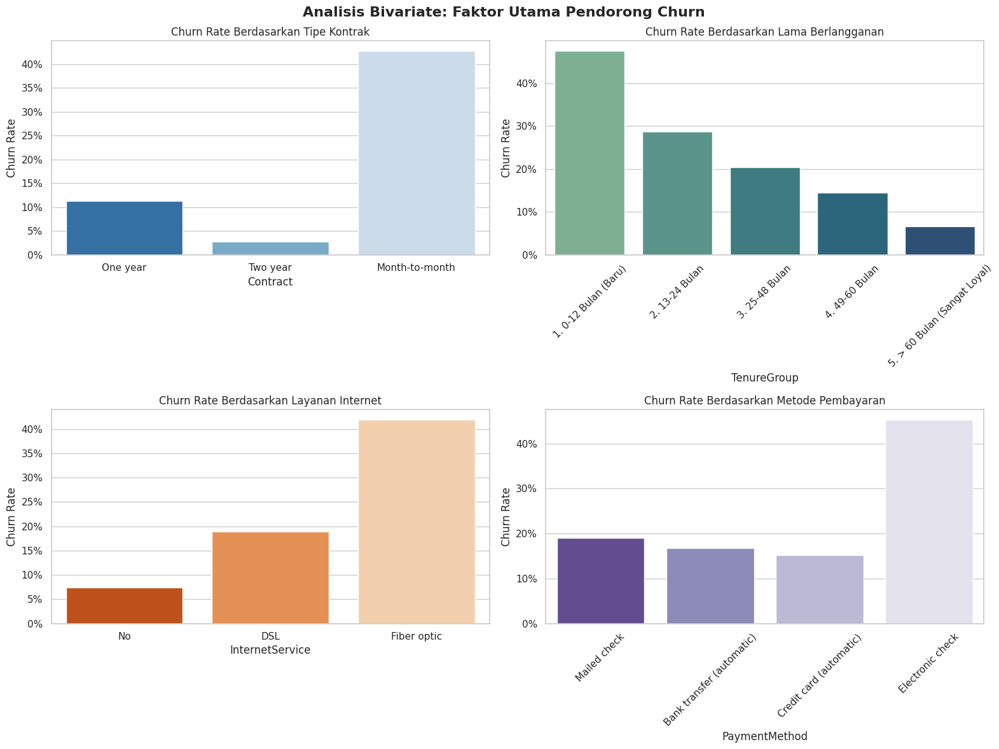 Analisis Bivariate: Faktor Utama Pendorong Churn
Churn Rate Berdasarkan Tipe Kontrak
Churn Rate
40%
35%
30%
25%
20%
15%
10%
5%
0%
One year
Two year
Month-to-month
Contract
Churn Rate Berdasarkan Lama Berlangganan
Churn Rate
40%
30%
20%
10%
0%
1. 0-12 Bulan (Baru)
2. 13-24 Bulan
3. 25-48 Bulan
4. 49-60 Bulan
5. > 60 Bulan (Sangat Loyal)
TenureGroup
Churn Rate Berdasarkan Layanan Internet
Churn Rate
40%
35%
30%
25%
20%
15%
10%
5%
0%
No
DSL
Fiber optic
InternetService
Churn Rate Berdasarkan Metode Pembayaran
Churn Rate
40%
30%
20%
10%
0%
Mailed check
Bank transfer (automatic)
Credit card (automatic)
Electronic check
PaymentMethod